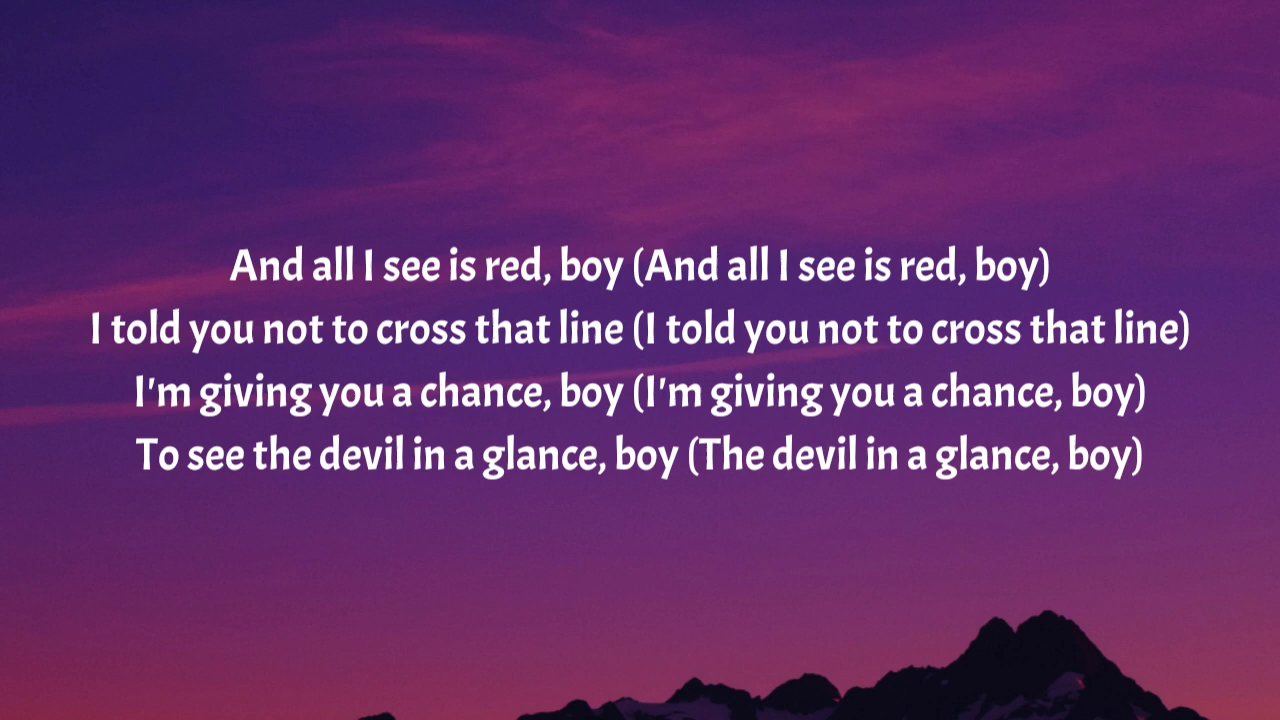 And all I see is red, boy (And all I see is red, boy)
I told you not to cross that line (I told you not to cross that line)
I'm giving you a chance, boy (I'm giving you a chance, boy)
To see the devil in a glance, boy (The devil in a glance, boy)